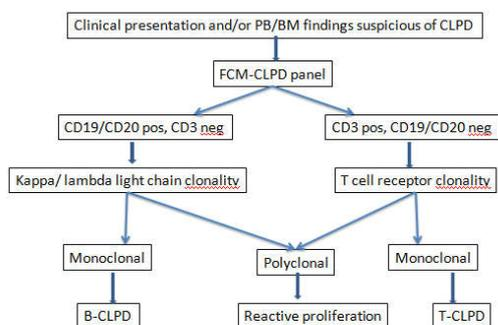 Clinical presentation and/or PB/BM findings suspicious of CLPD
FCM-CLPD panel
CD19/CD20 pos, CD3 neg
CD3 pos, CD19/CD20 neg
Kappa/ lambda light chain clonality
T cell receptor clonality
Monoclonal
Polyclonal
Monoclonal
B-CLPD
Reactive proliferation
T-CLPD